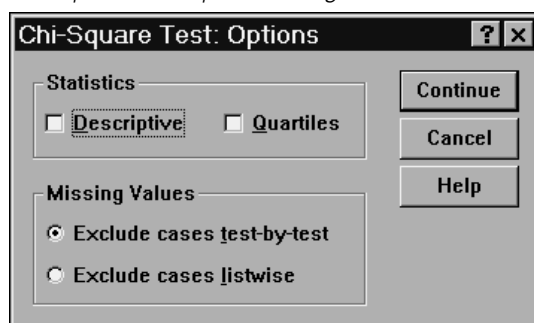 Chi-Square Test: Options
Statistics
Descriptive
Quartiles
Missing Values
Exclude cases test-by-test
Exclude cases listwise
Continue
Cancel
Help